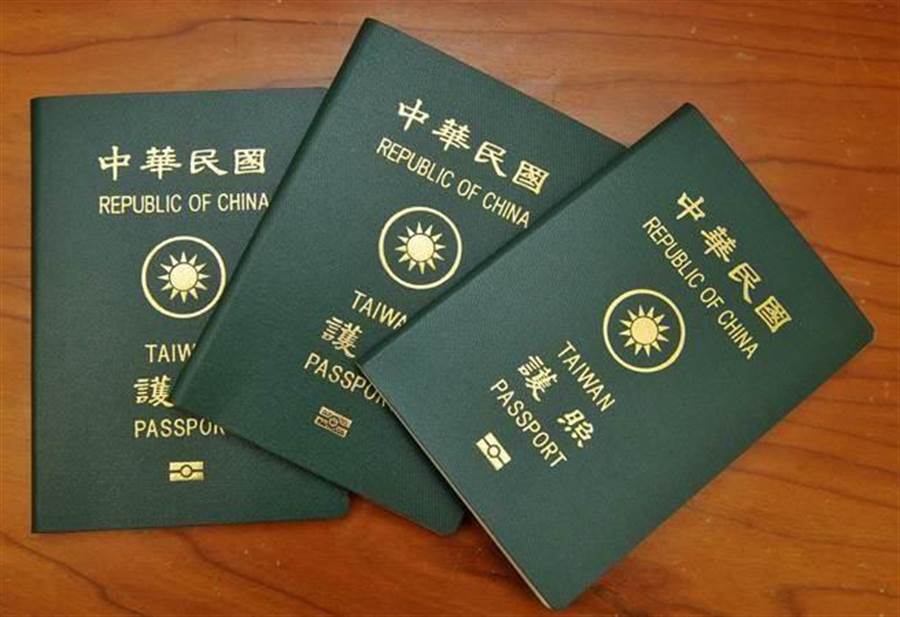 中華民國
REPUBLIC OF CHINA
TAIW
護
PASSPOR
中華民國
REPUBLIC OF CHINA
TAIWA
護
PASSPO
中華民國
REPUBLIC OF CHINA
TAIWAN
護照
PASSPORT